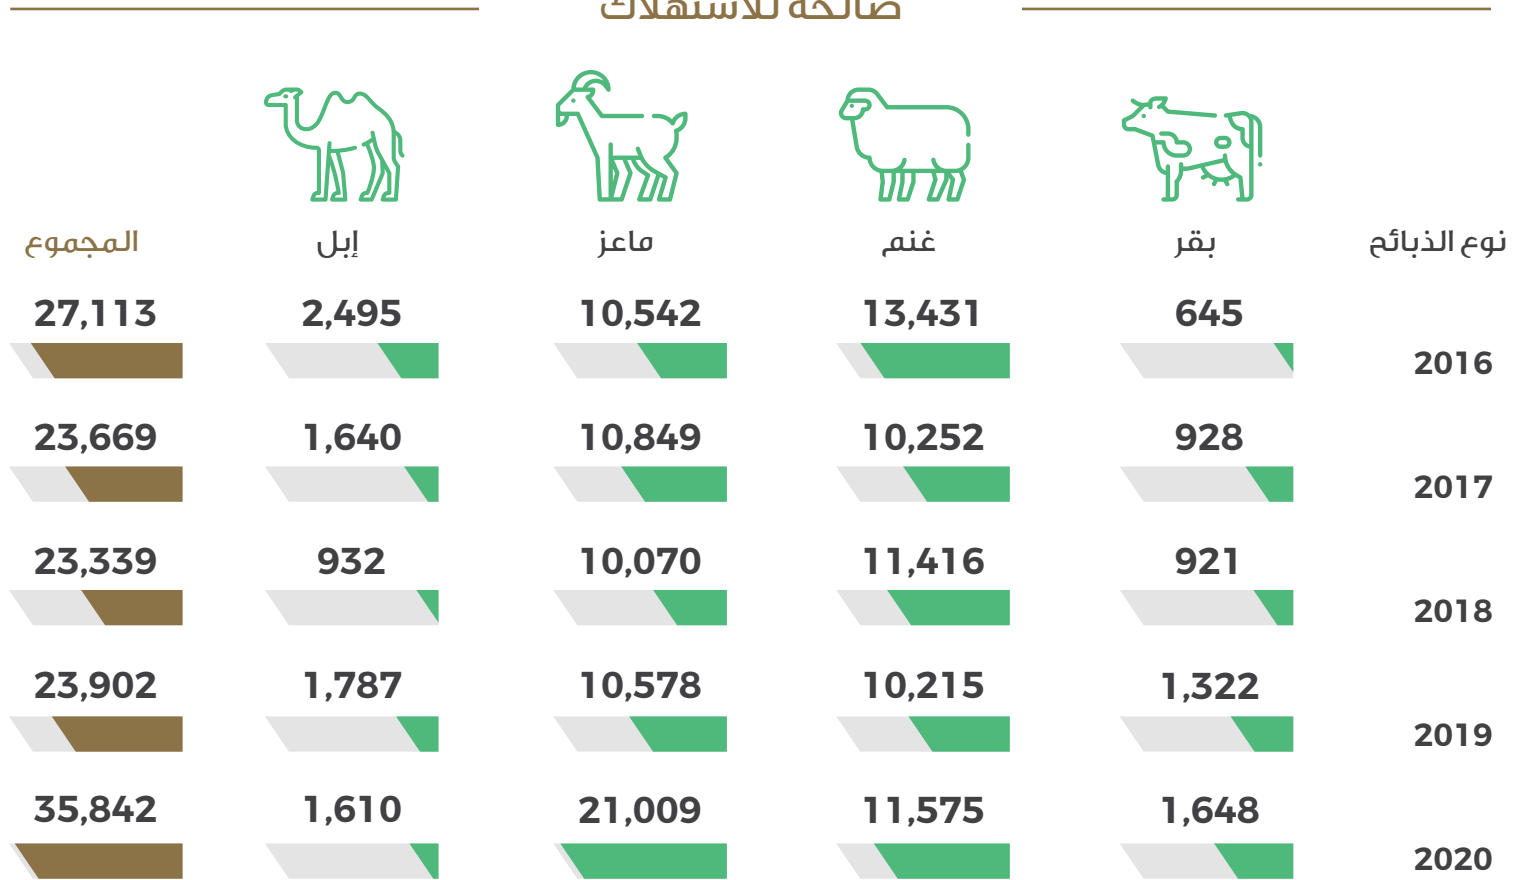 صالحة للاستهلاك
نوع الذبائح بقر غنم ماعز إبل المجموع
645 13,431 10,542 2,495 27,113
2016
928 10,252 10,849 1,640 23,669
2017
921 11,416 10,070 932 23,339
2018
1,322 10,215 10,578 1,787 23,902
2019
1,648 11,575 21,009 1,610 35,842
2020